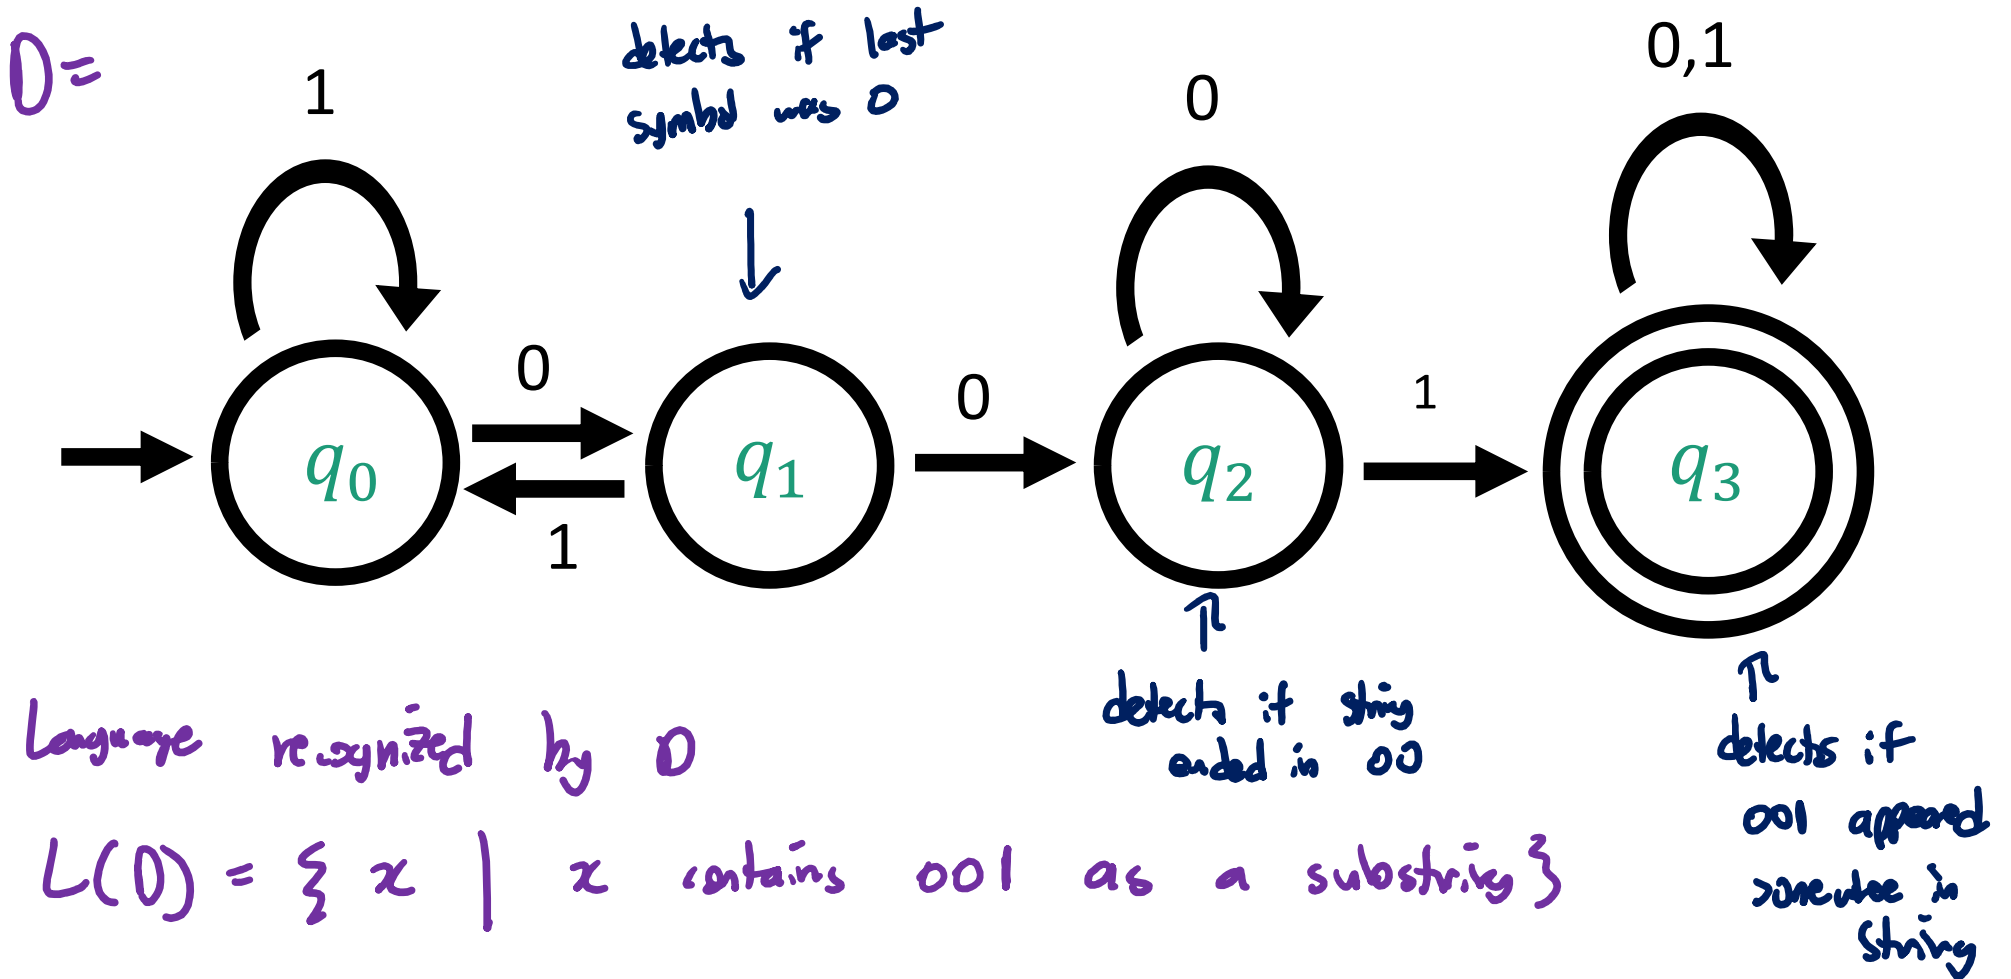 D=
detects if last
symbol was 0
1
0
0,1
0
0
1
1
q0
q1
q2
q3
detects if string
ended in 00
detects if
001 appeared
somewhere in
string
Language recognized by D
L(D) = { x | x contains 001 as a substring}